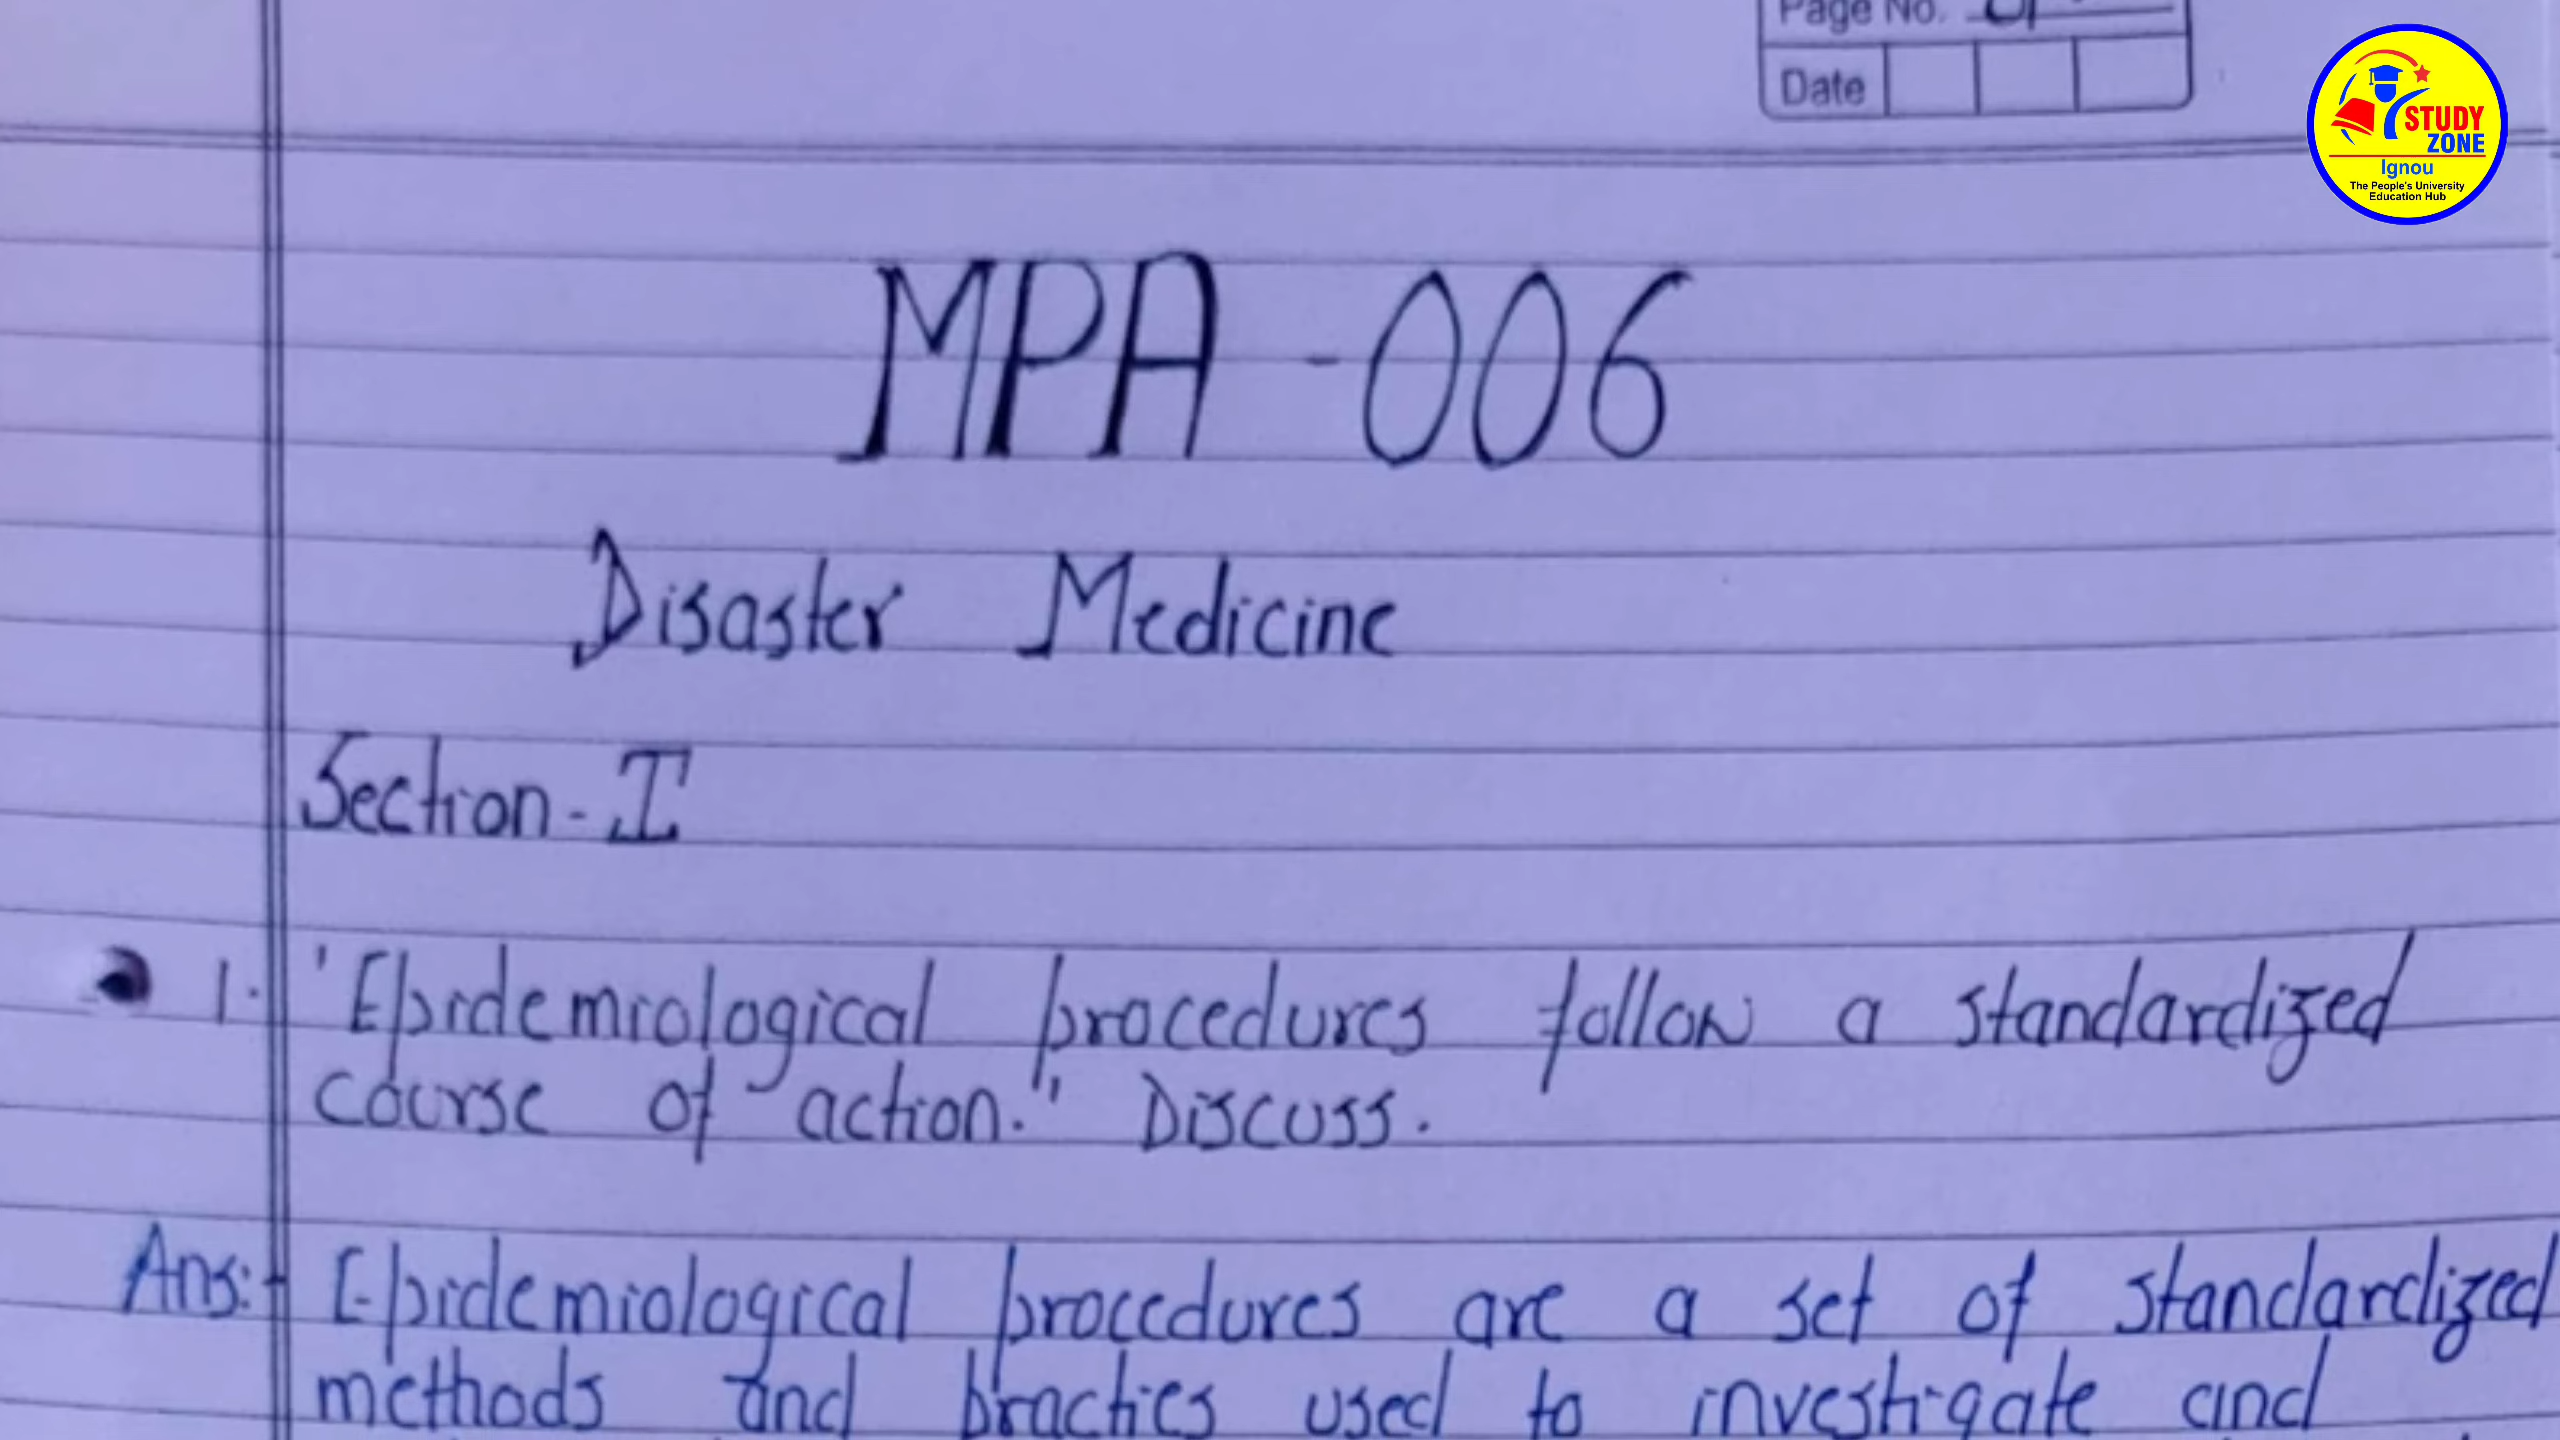 Page No. 01
Date
STUDY
ZONE
Ignou
The People's University
Education Hub
MPA-006
Disaster Medicine
Section-I
1. 'Epidemiological procedures follow a standardized
course of action." Discuss.
Ans:- Epidemiological procedures are a set of standardized
methods and practies used to investigate and